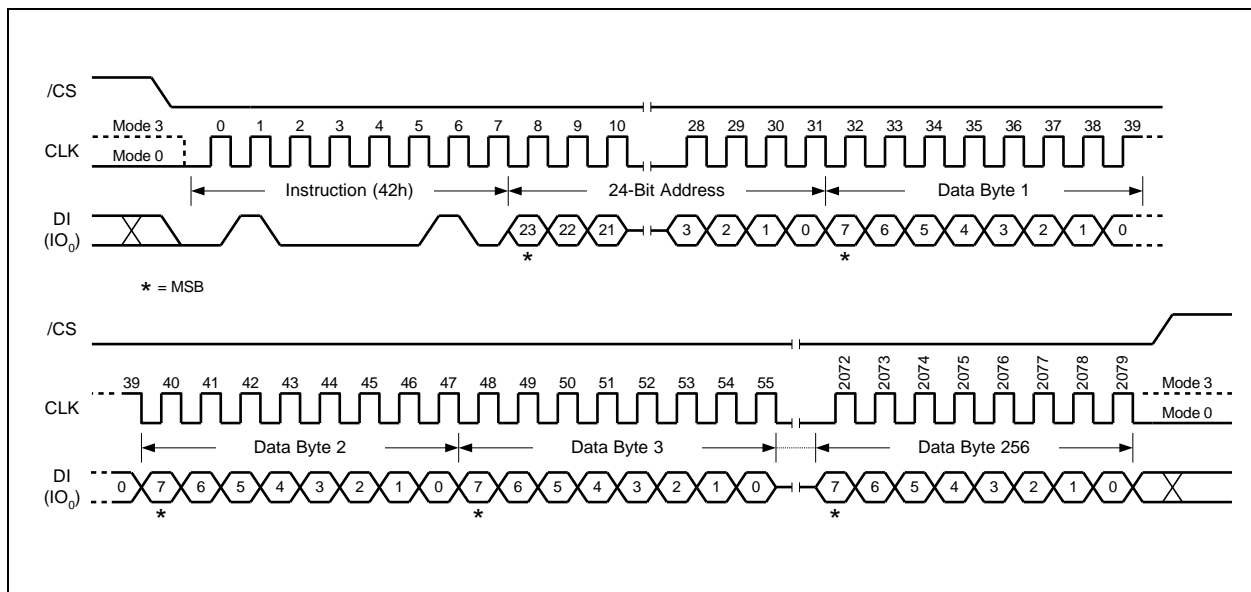 /CS
Mode 3
0 1 2 3 4 5 6 7 8 9 10 28 29 30 31 32 33 34 35 36 37 38 39
CLK
Mode 0
Instruction (42h) 24-Bit Address Data Byte 1
DI
(IO0)
23 22 21 3 2 1 0 7 6 5 4 3 2 1 0
* *
* = MSB
/CS
39 40 41 42 43 44 45 46 47 48 49 50 51 52 53 54 55 2072 2073 2074 2075 2076 2077 2078 2079
Mode 3
CLK
Mode 0
Data Byte 2 Data Byte 3 Data Byte 256
DI
(IO0)
0 7 6 5 4 3 2 1 0 7 6 5 4 3 2 1 0 7 6 5 4 3 2 1 0
* * *